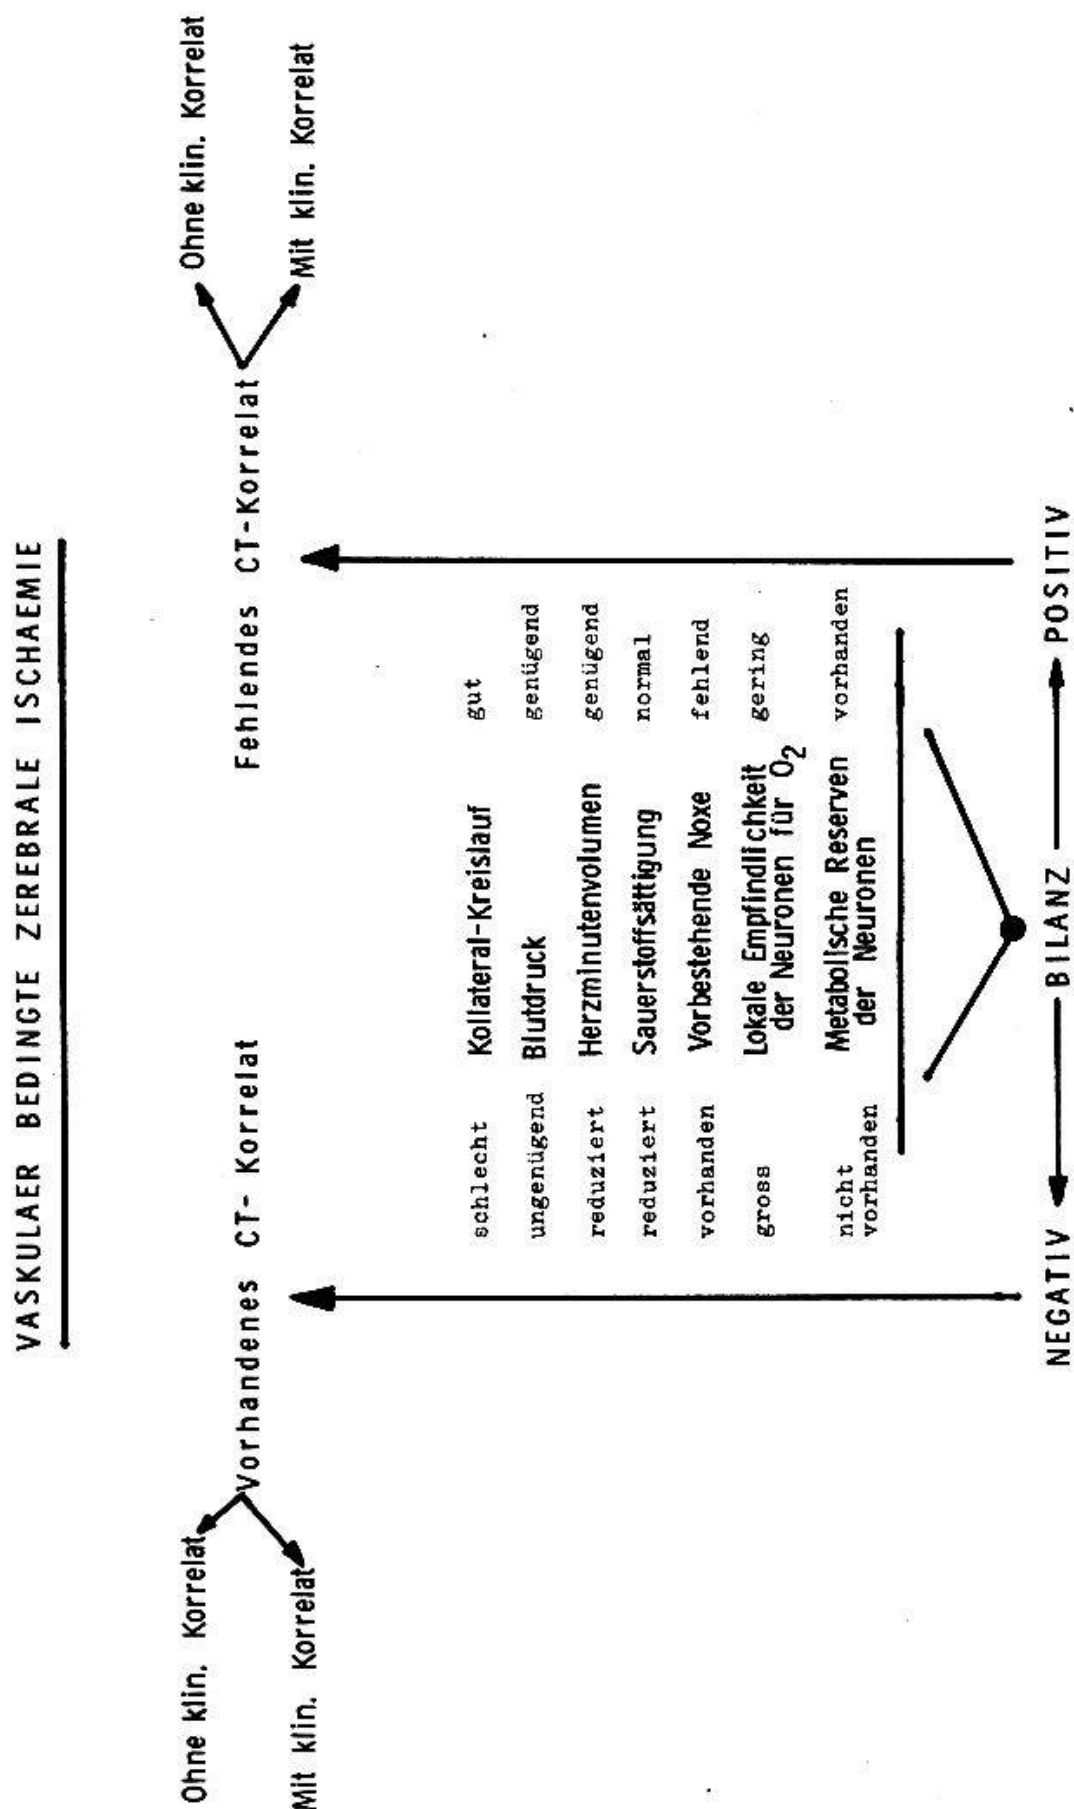 VASKULAER BEDINGTE ZEREBRALE ISCHAEMIE
Ohne klin. Korrelat
Ohne klin. Korrelat
Vorhandenes CT- Korrelat
Fehlendes CT-Korrelat
Mit klin. Korrelat
Mit klin. Korrelat
schlecht Kollateral-Kreislauf gut
ungenügend Blutdruck genügend
reduziert Herzminutenvolumen genügend
reduziert Sauerstoffsättigung normal
vorhanden Vorbestehende Noxe fehlend
gross Lokale Empfindlichkeit gering
der Neuronen für O2
nicht Metabolische Reserven vorhanden
vorhanden der Neuronen
NEGATIV BILANZ POSITIV